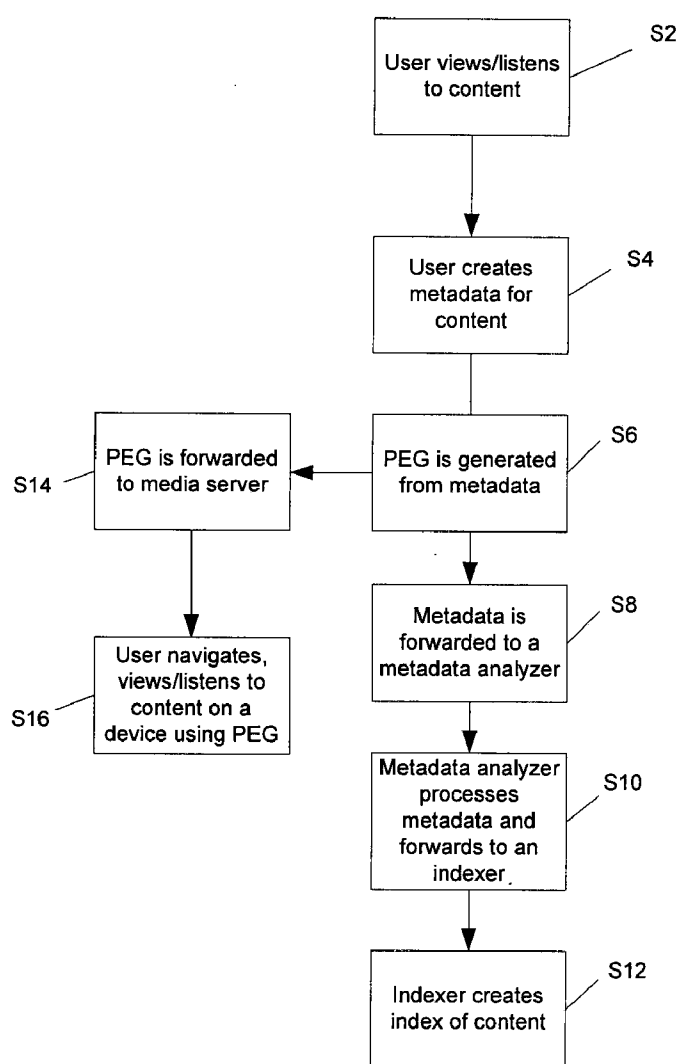 User views/listens
to content
S2
User creates
metadata for
content
S4
PEG is forwarded
to media server
S14
PEG is generated
from metadata
S6
Metadata is
forwarded to a
metadata analyzer
S8
User navigates,
views/listens to
content on a
device using PEG
S16
Metadata analyzer
processes
metadata and
forwards to an
indexer
S10
Indexer creates
index of content
S12